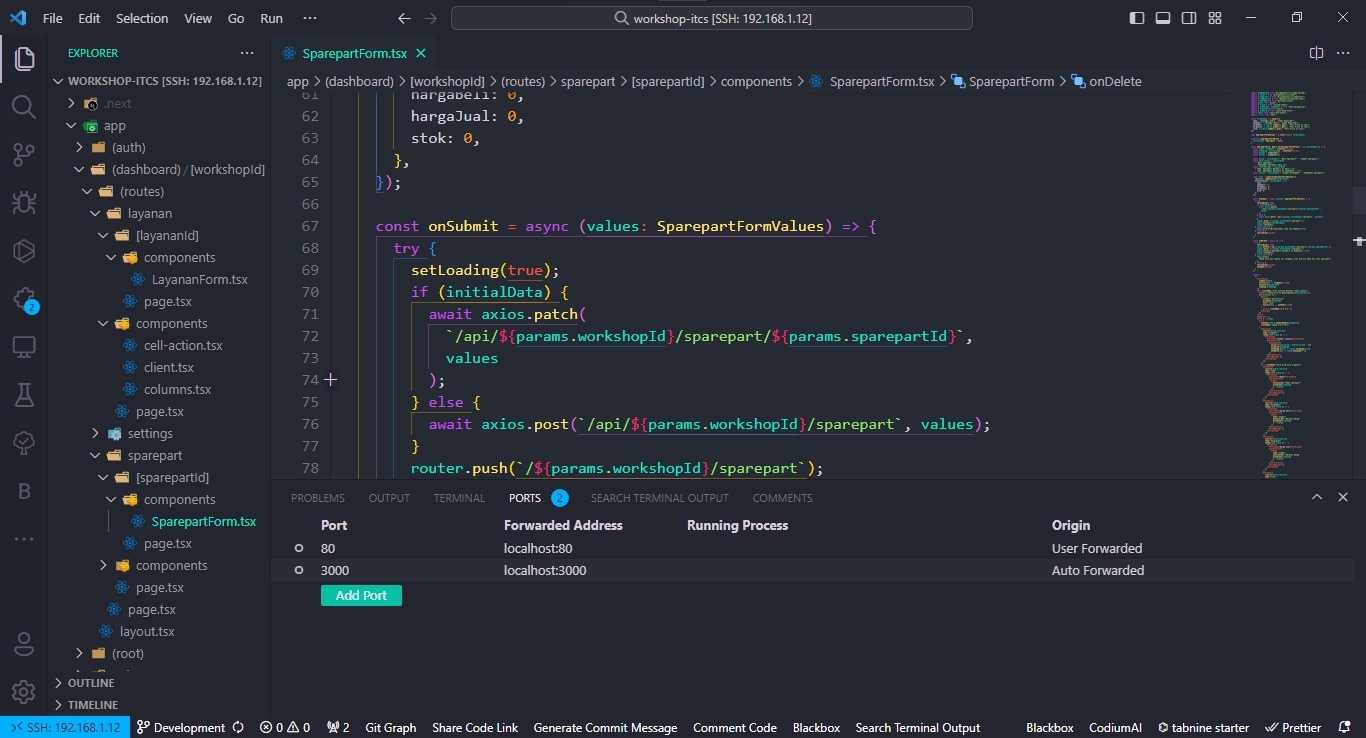 File Edit Selection View Go Run ··· workshop-itcs [SSH: 192.168.1.12]
EXPLORER ···
WORKSHOP-ITCS [SSH: 192.168.1.12]
.next
app
(auth)
(dashboard) / [workshopId]
(routes)
layanan
[layananId]
components
LayananForm.tsx
page.tsx
components
cell-action.tsx
client.tsx
columns.tsx
page.tsx
settings
sparepart
[sparepartId]
components
SparepartForm.tsx
page.tsx
components
page.tsx
page.tsx
layout.tsx
(root)
OUTLINE
TIMELINE
2
B
SparepartForm.tsx
app > (dashboard) > [workshopId] > (routes) > sparepart > [sparepartId] > components > SparepartForm.tsx > SparepartForm > onDelete
61 hargaBeli: 0,
62 hargaJual: 0,
63 stok: 0,
64 },
65 });
66
67 const onSubmit = async (values: SparepartFormValues) => {
68 try {
69 setLoading(true);
70 if (initialData) {
71 await axios.patch(
72 `/api/${params.workshopId}/sparepart/${params.sparepartId}`,
73 values
74 );
75 } else {
76 await axios.post(`/api/${params.workshopId}/sparepart`, values);
77 }
78 router.push(`/${params.workshopId}/sparepart`);
PROBLEMS OUTPUT TERMINAL PORTS 2 SEARCH TERMINAL OUTPUT COMMENTS
Port Forwarded Address Running Process Origin
80 localhost:80 User Forwarded
3000 localhost:3000 Auto Forwarded
Add Port
SSH: 192.168.1.12 Development 0 0 2 Git Graph Share Code Link Generate Commit Message Comment Code Blackbox Search Terminal Output Blackbox CodiumAI tabnine starter Prettier